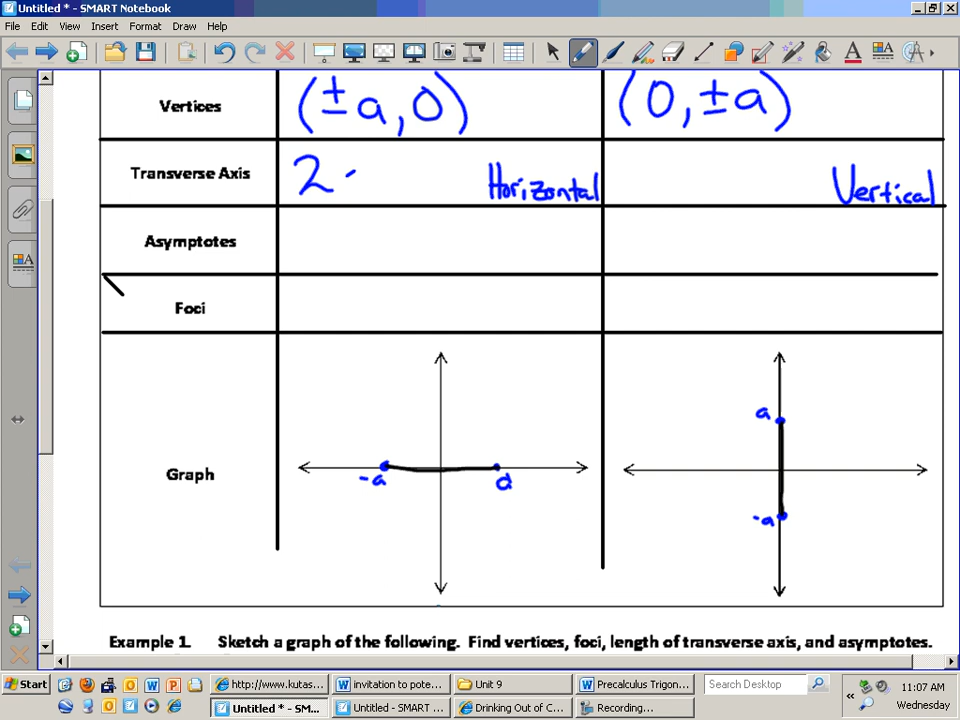 Untitled * - SMART Notebook
File Edit View Insert Format Draw Help
Vertices (±a,0) (0,±a)
Transverse Axis 2 Horizontal Vertical
Asymptotes
Foci
Graph
a
-a a
-a
Example 1. Sketch a graph of the following. Find vertices, foci, length of transverse axis, and asymptotes.
Start http://www.kutas... invitation to pote... Unit 9 Precalculus Trigon... Search Desktop 11:07 AM
Untitled * - SM... Untitled - SMART ... Drinking Out of C... Recording... Wednesday